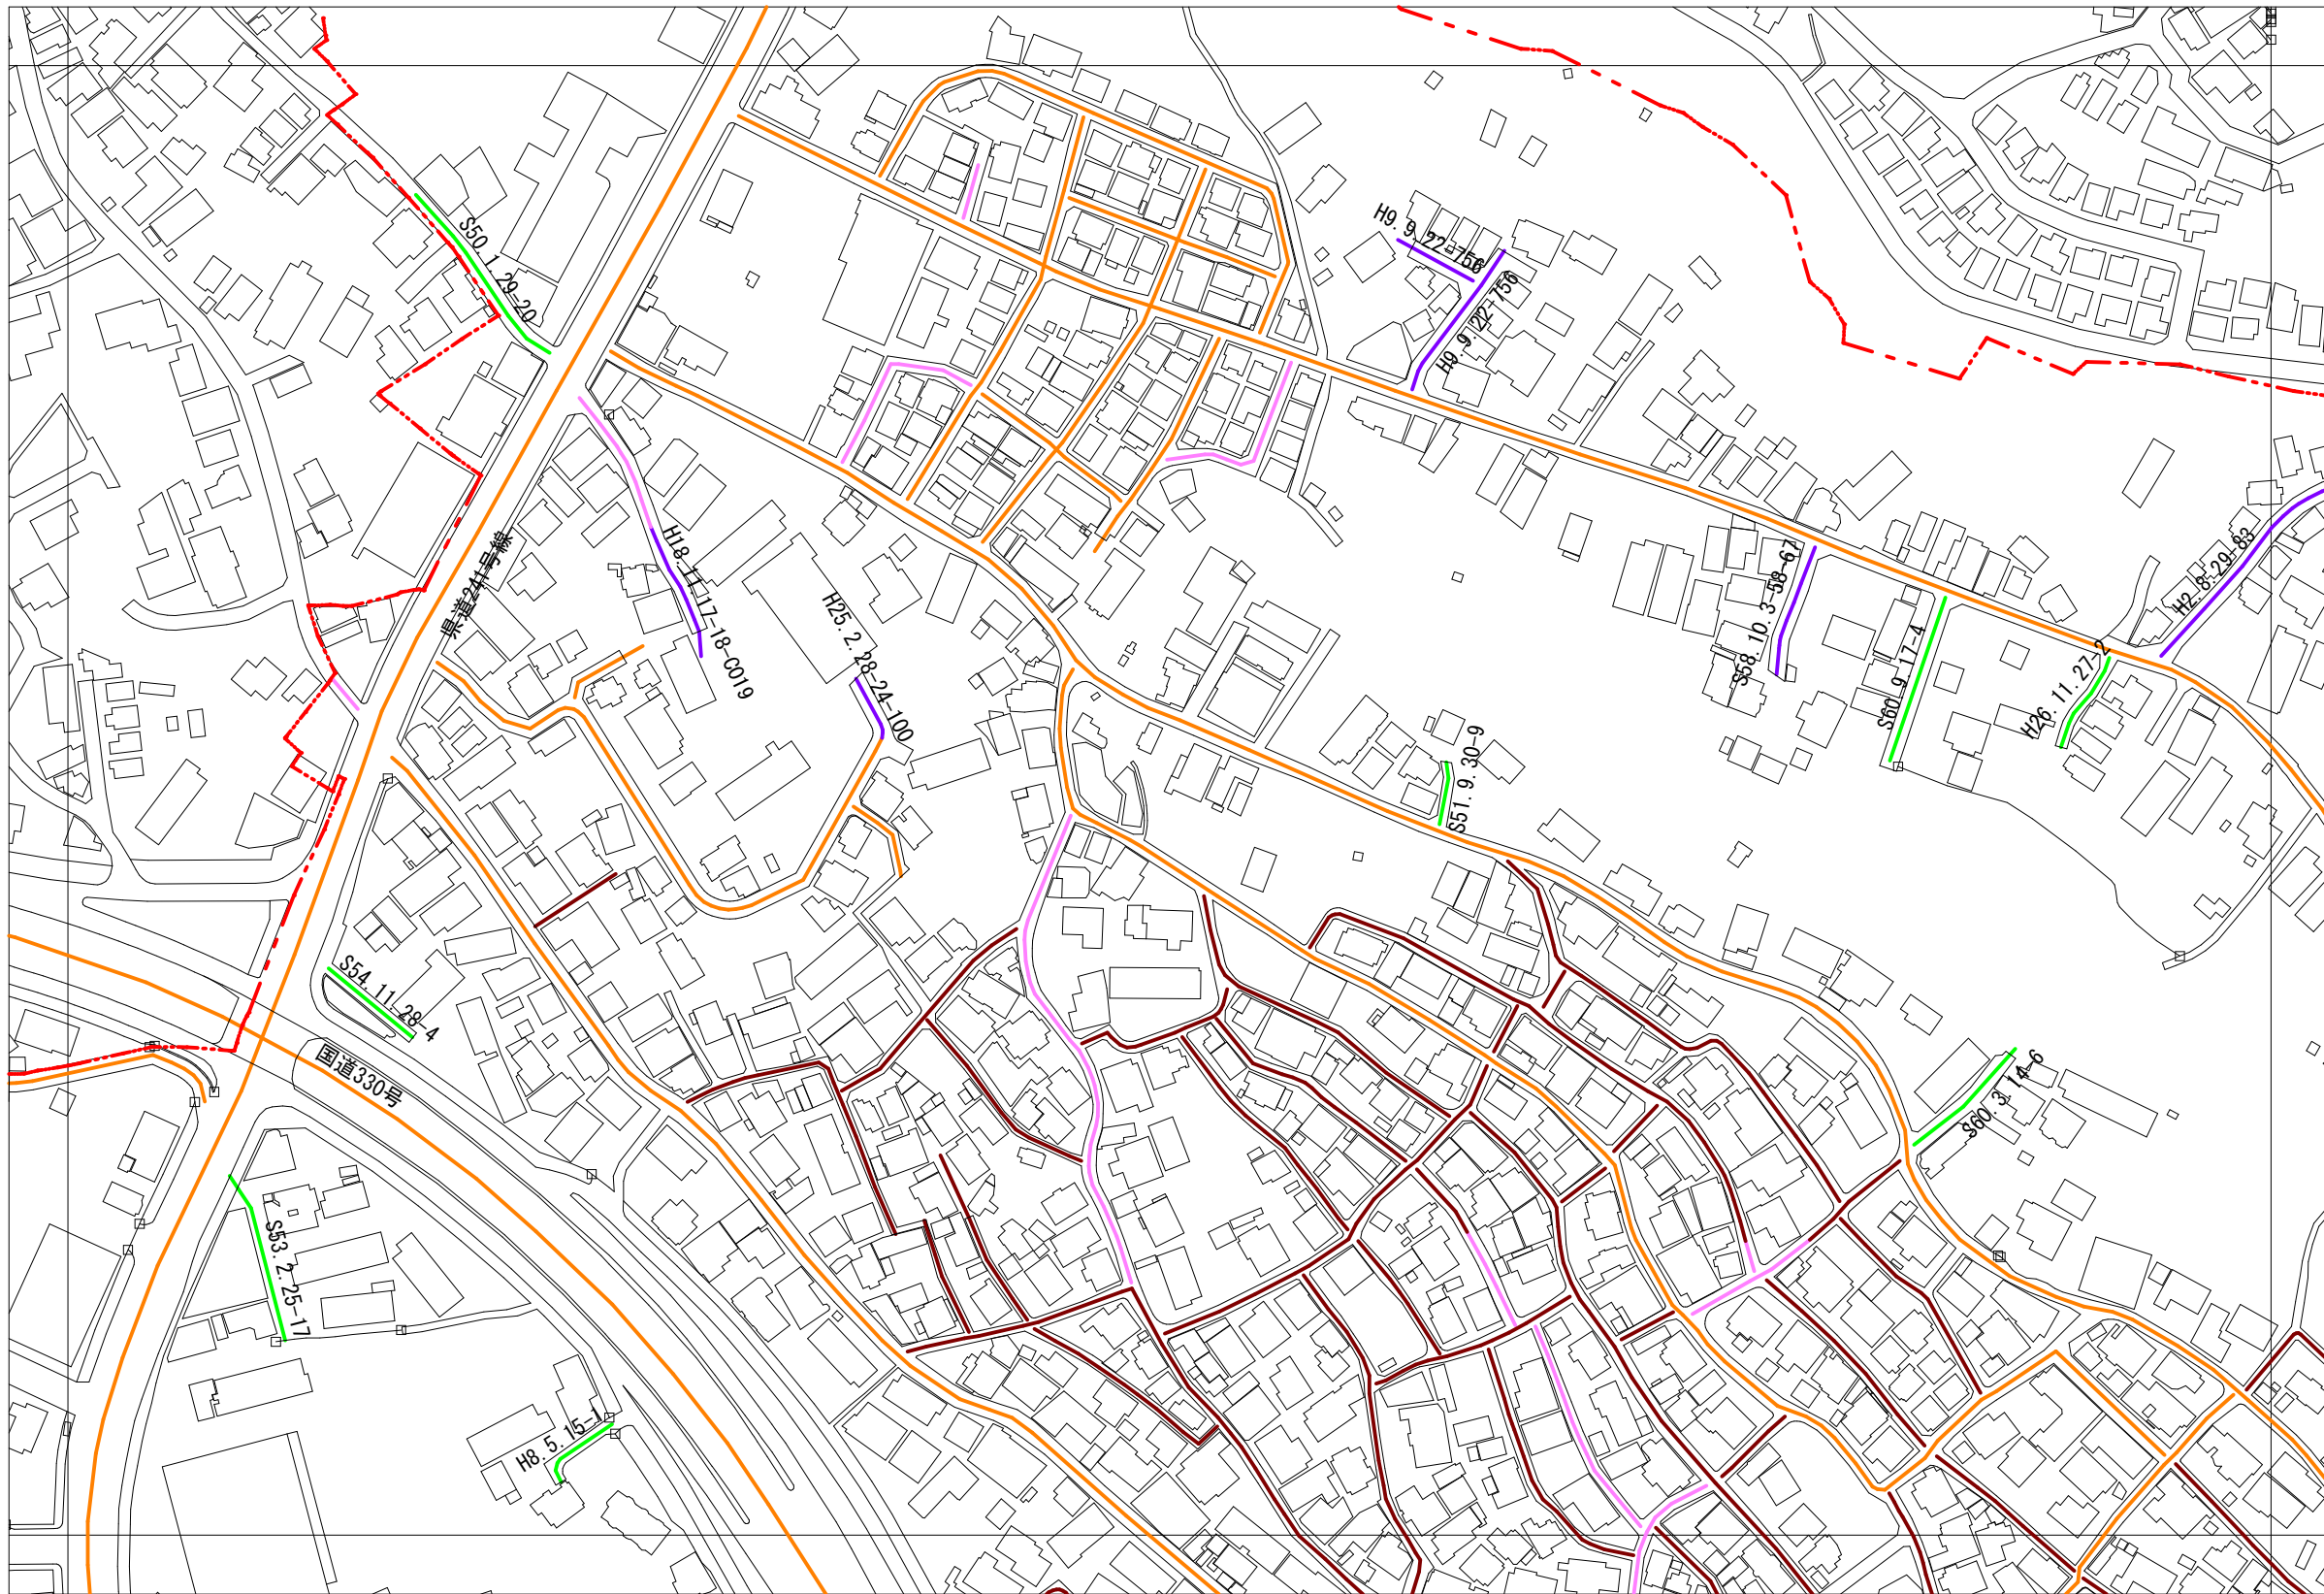 S50.1.29-20
H9.9.22-756
H9.9.22-756
県道241号線
H18.11.17-18-C019
H25.2.28-24-100
S58.10.3-58-67
S60.9.17-4
H26.11.27-2
H2.8.29-83
S51.9.30-9
S54.11.28-4
国道330号
S60.3.14-6
S53.2.25-17
H8.5.15-1